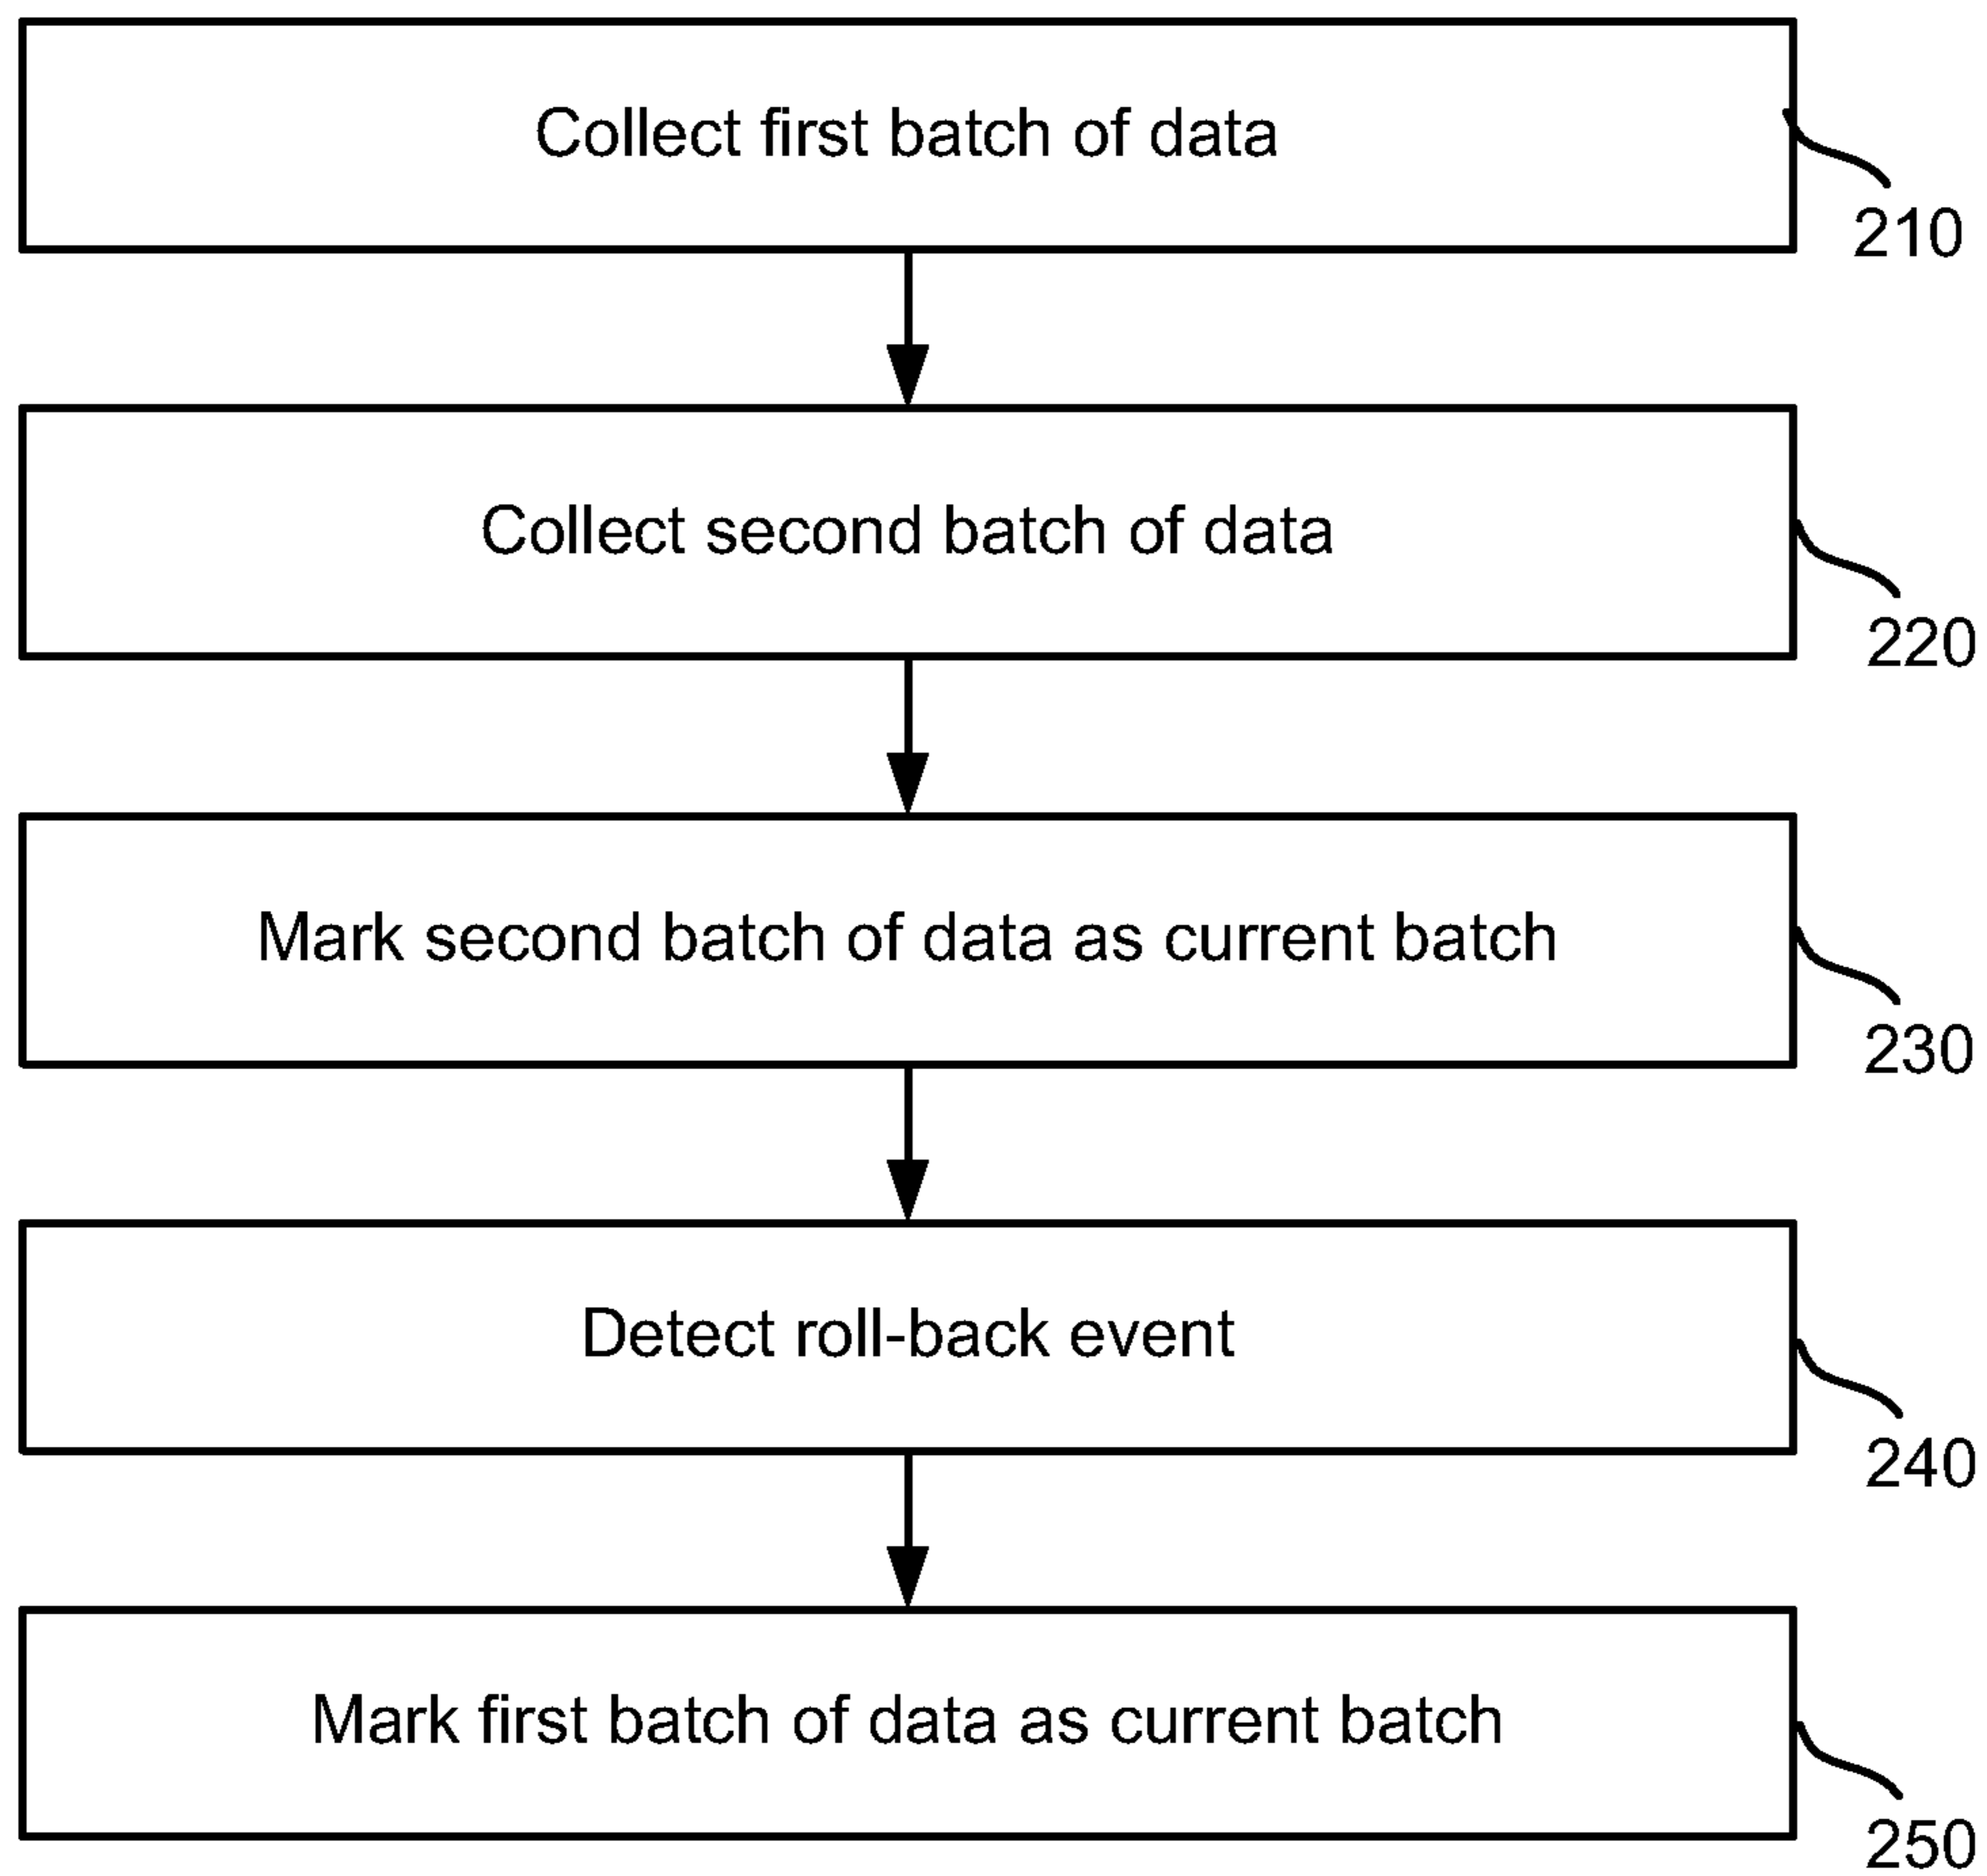 Collect first batch of data
210
Collect second batch of data
220
Mark second batch of data as current batch
230
Detect roll-back event
240
Mark first batch of data as current batch
250